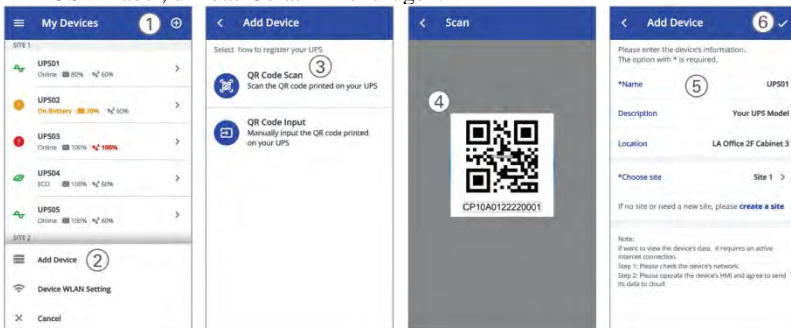 My Devices
1
SITE 1
UPS01
Online 80% 60%
UPS02
On Battery 60%
UPS03
Online 100% 100%
UPS04
ECO 100% 60%
UPS05
Online 100% 60%
SITE 2
Add Device
2
Device WLAN Setting
Cancel
Add Device
Select how to register your UPS
3
QR Code Scan
Scan the QR code printed on your UPS
QR Code Input
Manually input the QR code printed
on your UPS
Scan
4
CP10A0122220001
Add Device
6
Please enter the device's information.
The option with * is required.
*Name UPS01
5
Description Your UPS Model
Location LA Office 2F Cabinet 3
*Choose site Site 1 >
If no site or need a new site, please create a site
Note:
If want to view the device's data, it requires an active
internet connection.
Step 1: Please check the device's network.
Step 2: Please operate the device's HMI and agree to send
its data to cloud.